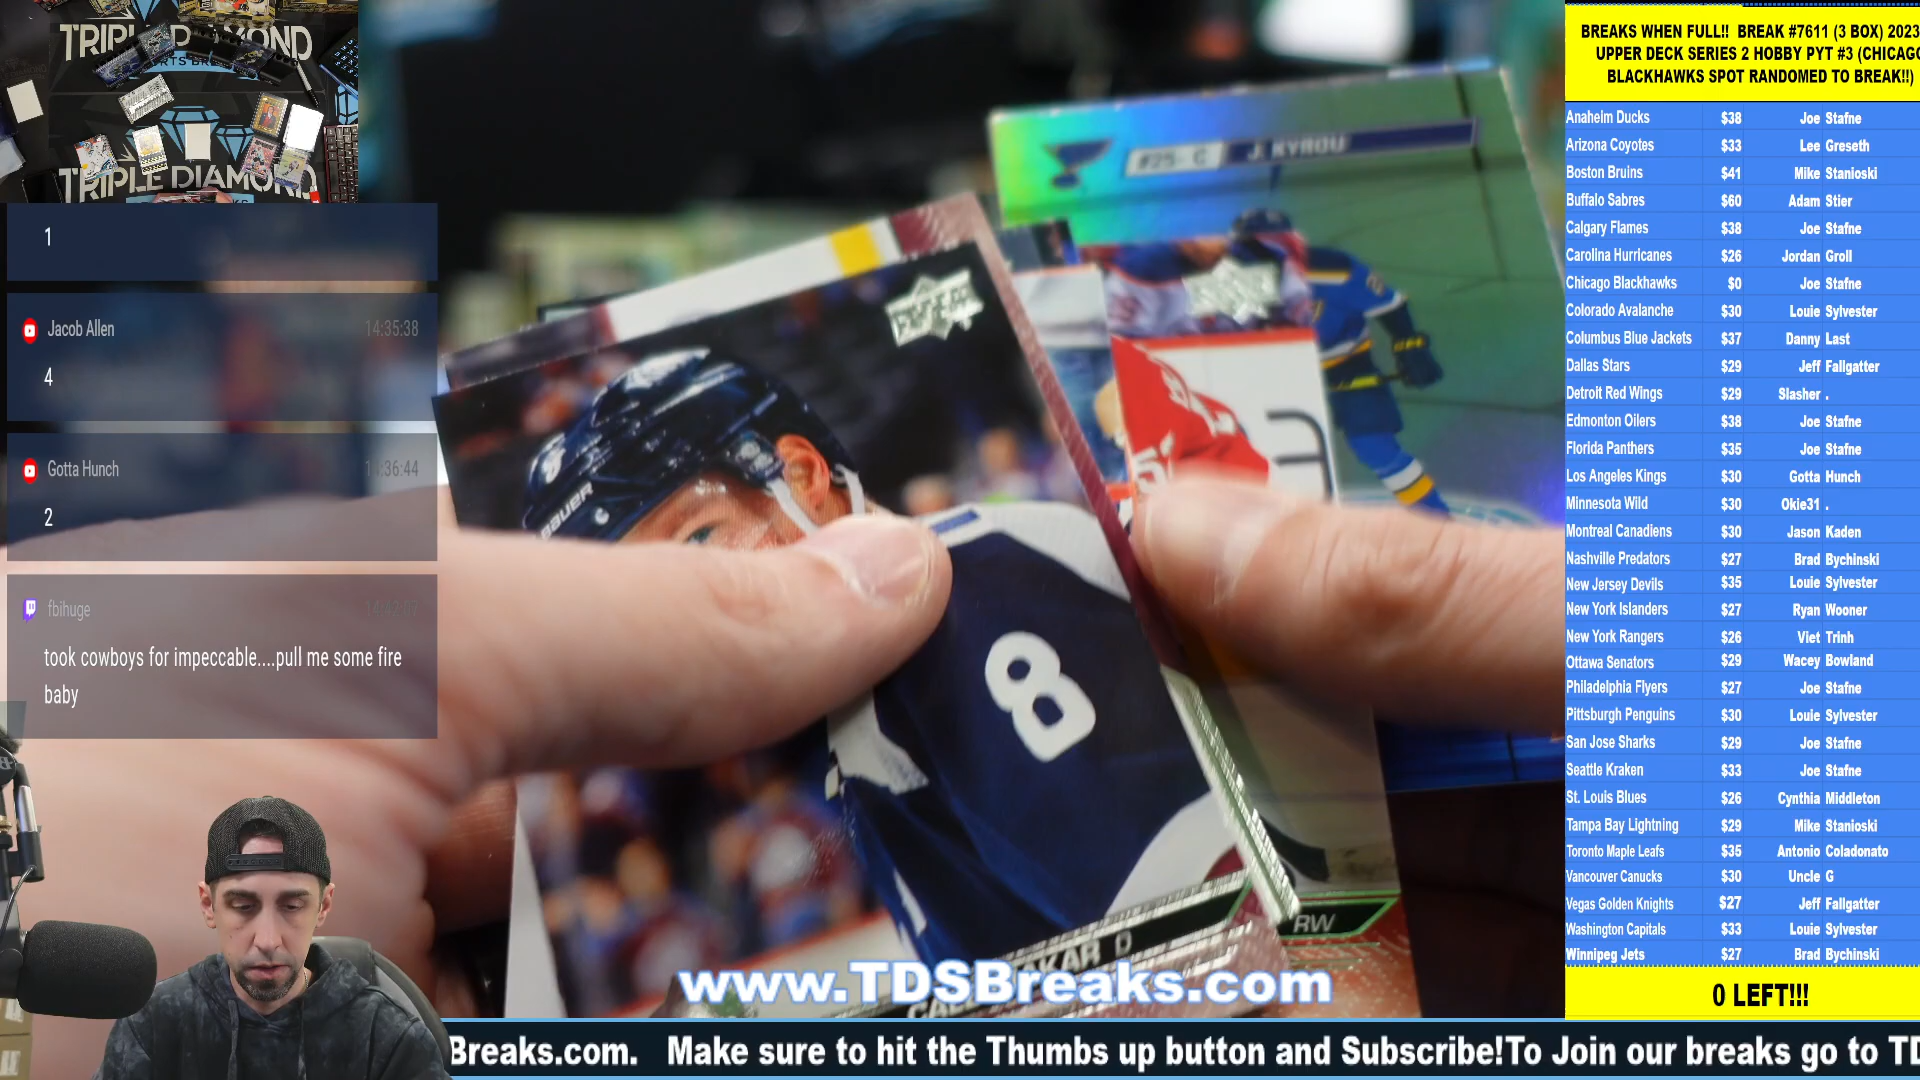 TRIPLE DIAMOND
TRIPLE DIAMOND
1
Jacob Allen 14:35:38
4
Gotta Hunch
2
fbihuge
took cowboys for impeccable....pull me some fire
baby
#25 - C J. KYROU
BAUER
C
8
RW
AKAR D
www.TDSBreaks.com
Breaks.com. Make sure to hit the Thumbs up button and Subscribe!To Join our breaks go to TD
BREAKS WHEN FULL!! BREAK #7611 (3 BOX) 2023
UPPER DECK SERIES 2 HOBBY PYT #3 (CHICAGO
BLACKHAWKS SPOT RANDOMED TO BREAK!!)
Anaheim Ducks $38 Joe Stafne
Arizona Coyotes $33 Lee Greseth
Boston Bruins $41 Mike Stanioski
Buffalo Sabres $60 Adam Stier
Calgary Flames $38 Joe Stafne
Carolina Hurricanes $26 Jordan Groll
Chicago Blackhawks $0 Joe Stafne
Colorado Avalanche $30 Louie Sylvester
Columbus Blue Jackets $37 Danny Last
Dallas Stars $29 Jeff Fallgatter
Detroit Red Wings $29 Slasher .
Edmonton Oilers $38 Joe Stafne
Florida Panthers $35 Joe Stafne
Los Angeles Kings $30 Gotta Hunch
Minnesota Wild $30 Okie31 .
Montreal Canadiens $30 Jason Kaden
Nashville Predators $27 Brad Bychinski
New Jersey Devils $35 Louie Sylvester
New York Islanders $27 Ryan Wooner
New York Rangers $26 Viet Trinh
Ottawa Senators $29 Wacey Bowland
Philadelphia Flyers $27 Joe Stafne
Pittsburgh Penguins $30 Louie Sylvester
San Jose Sharks $29 Joe Stafne
Seattle Kraken $33 Joe Stafne
St. Louis Blues $26 Cynthia Middleton
Tampa Bay Lightning $29 Mike Stanioski
Toronto Maple Leafs $35 Antonio Coladonato
Vancouver Canucks $30 Uncle G
Vegas Golden Knights $27 Jeff Fallgatter
Washington Capitals $33 Louie Sylvester
Winnipeg Jets $27 Brad Bychinski
0 LEFT!!!